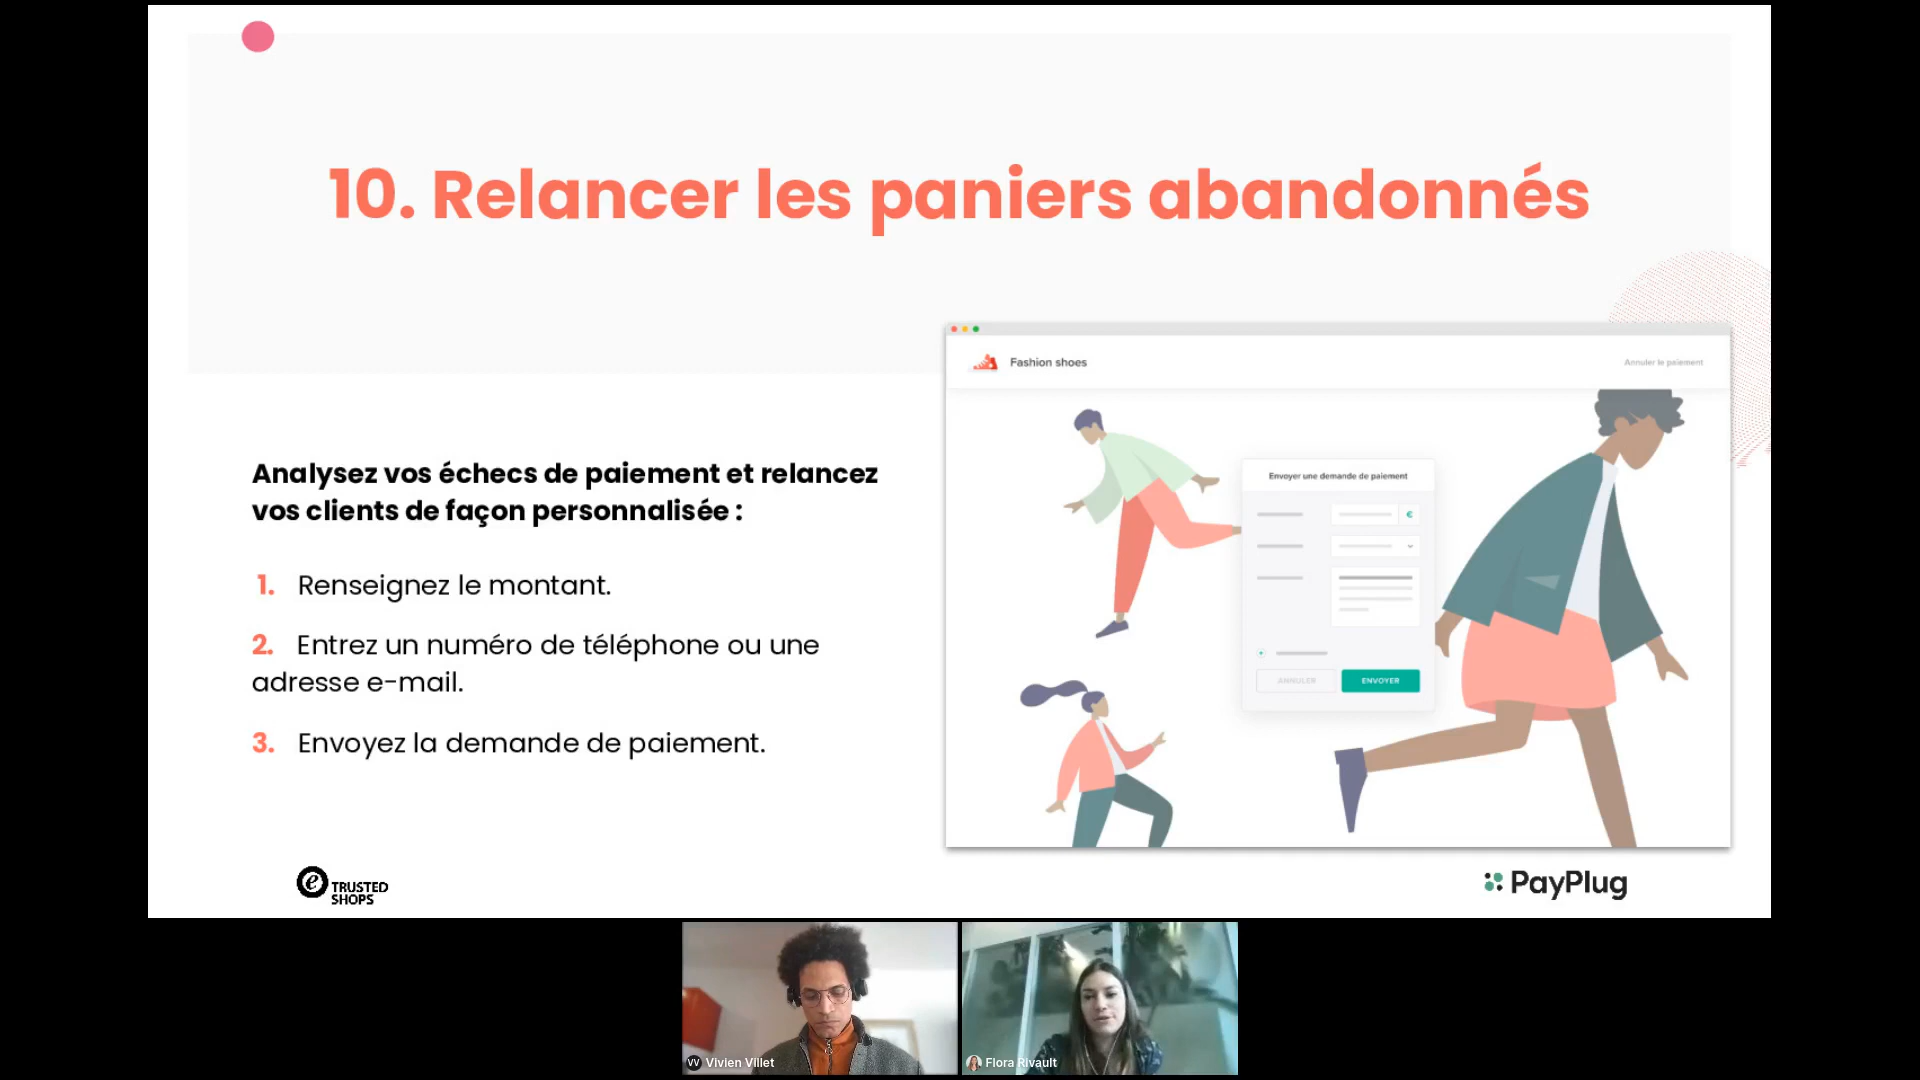 10. Relancer les paniers abandonnés
Analysez vos échecs de paiement et relancez
vos clients de façon personnalisée :
1. Renseignez le montant.
2. Entrez un numéro de téléphone ou une
adresse e-mail.
3. Envoyez la demande de paiement.
Fashion shoes
Annuler le paiement
Envoyer une demande de paiement
€
ANNULER
ENVOYER
e TRUSTED
SHOPS
PayPlug
VV Vivien Villet
Flora Rivault